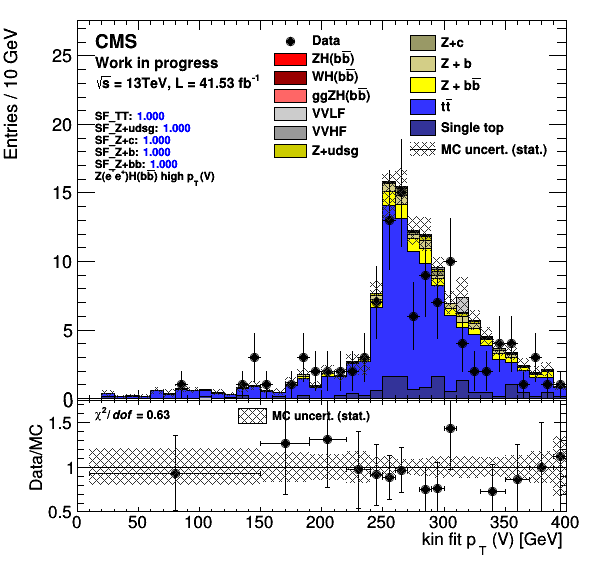 CMS
Work in progress
√s = 13TeV, L = 41.53 fb⁻¹
SF_TT: 1.000
SF_Z+udsg: 1.000
SF_Z+c: 1.000
SF_Z+b: 1.000
SF_Z+bb: 1.000
Z(e⁻e⁺)H(bb̅) high p_T(V)
Data
ZH(bb̅)
WH(bb̅)
ggZH(bb̅)
VVLF
VVHF
Z+udsg
Z+c
Z + b
Z + bb̅
tt̅
Single top
MC uncert. (stat.)
Entries / 10 GeV
25
20
15
10
5
0
χ²/dof = 0.63
MC uncert. (stat.)
Data/MC
1.5
1
0.5
0 50 100 150 200 250 300 350 400
kin fit p_T (V) [GeV]